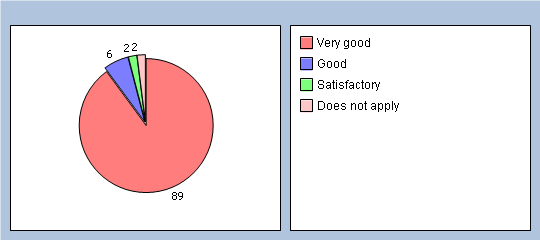 6
2 2
89
Very good
Good
Satisfactory
Does not apply